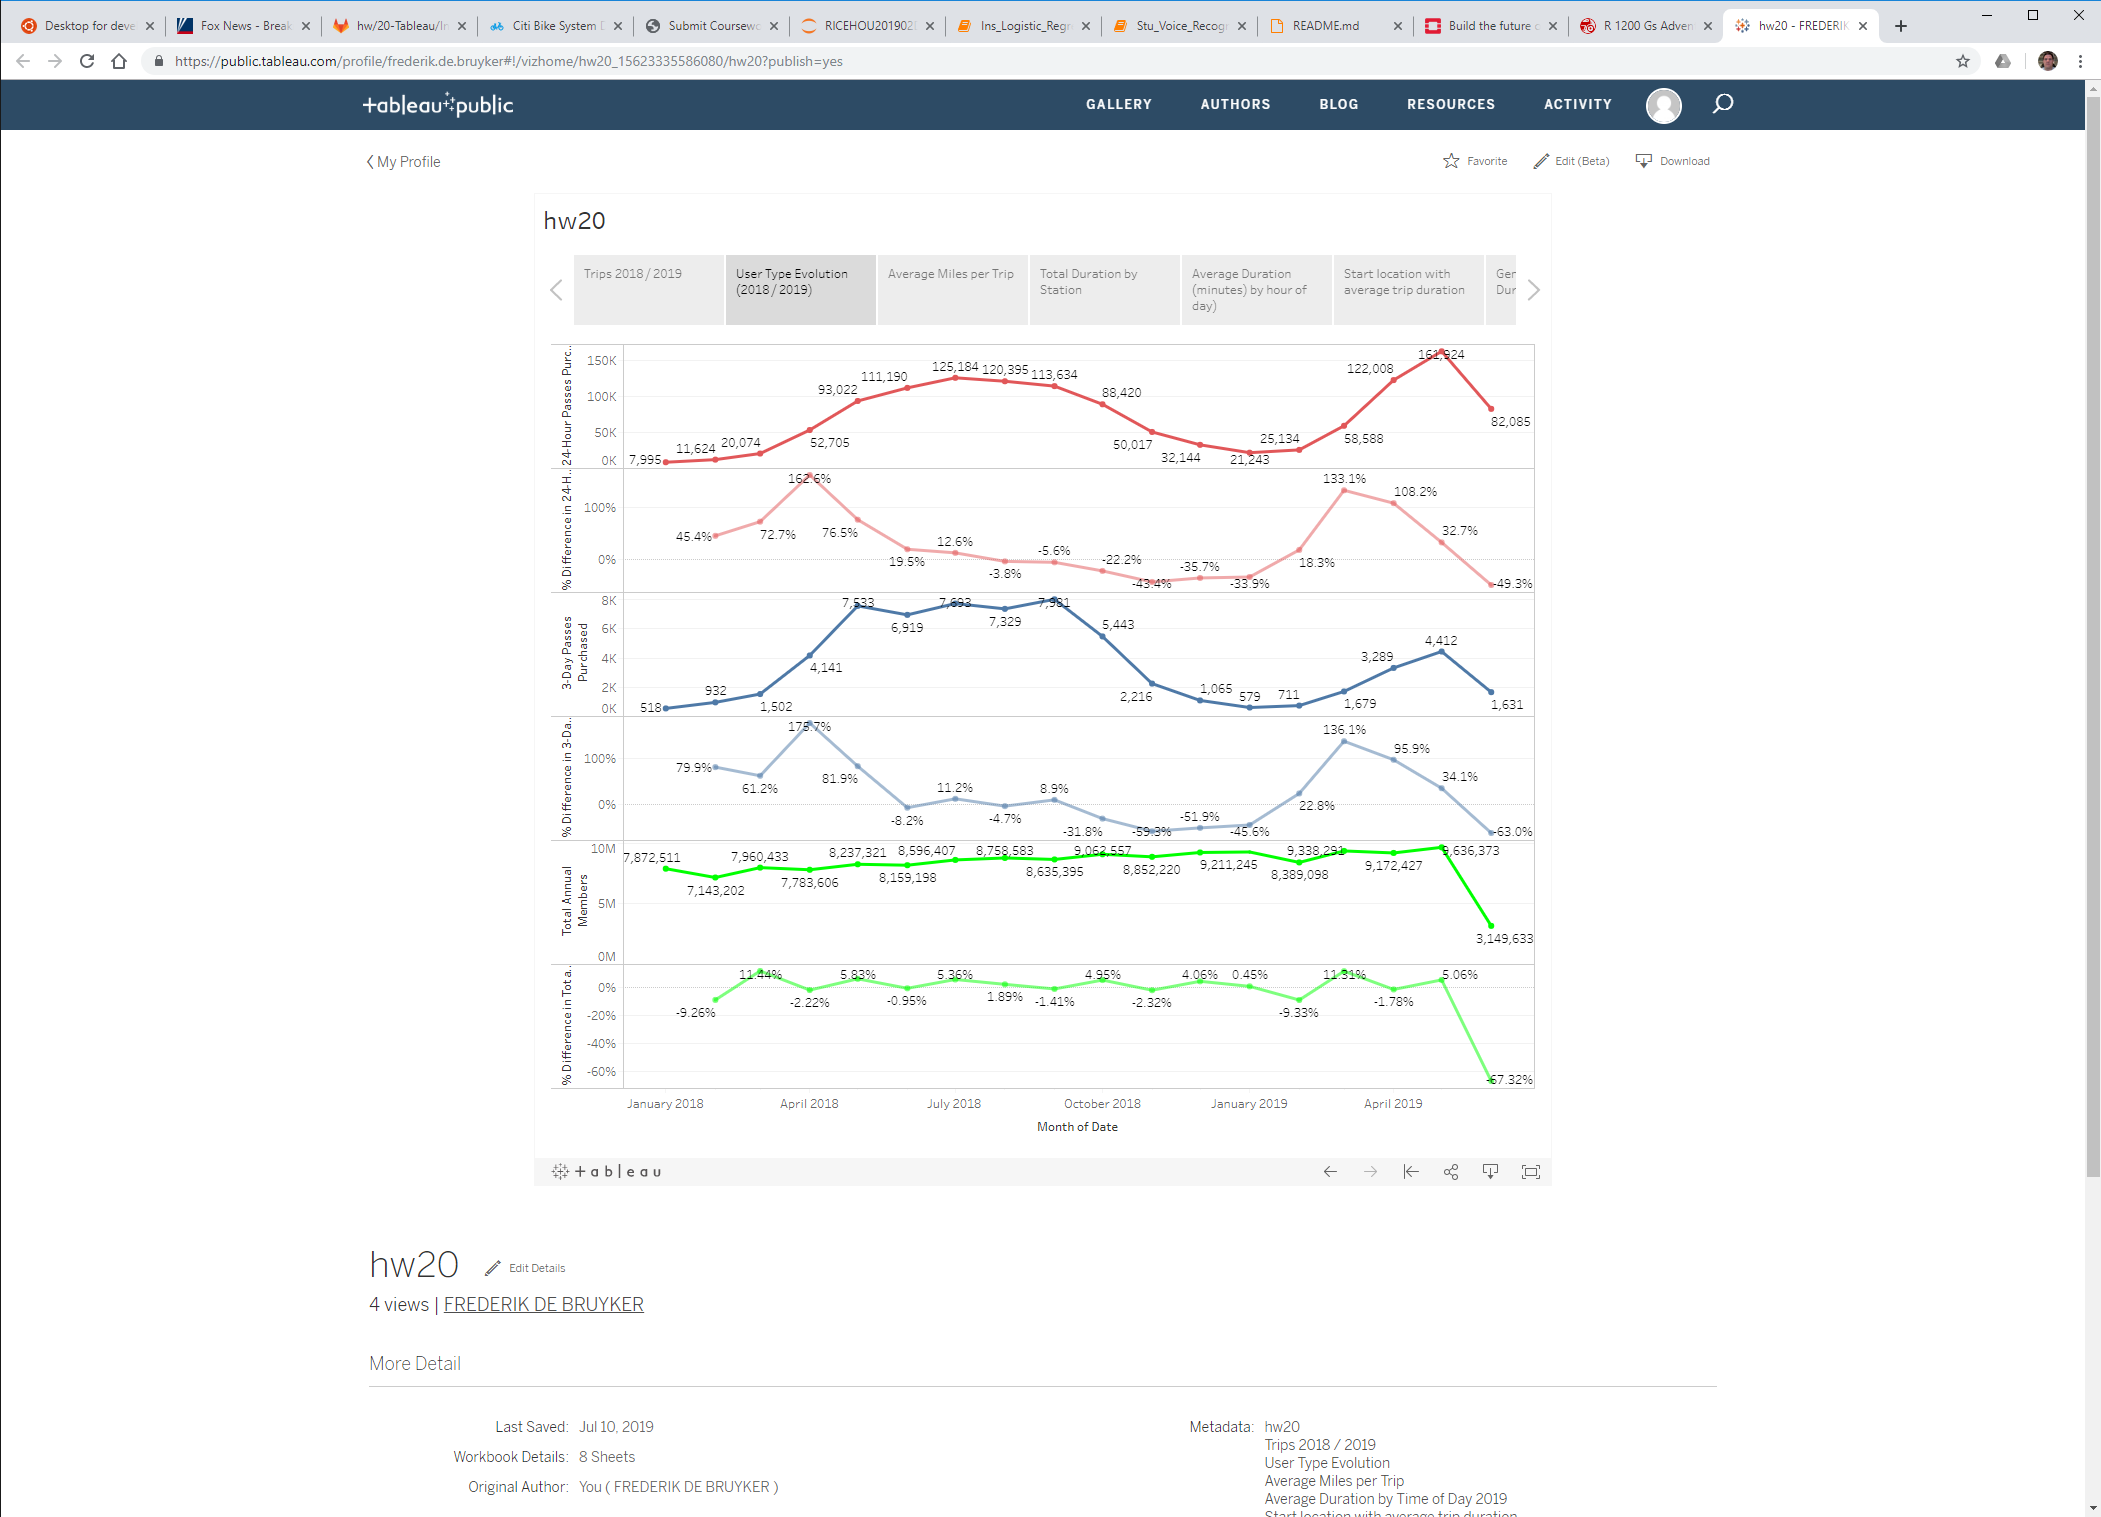 Desktop for deve
Fox News - Break
hw/20-Tableau/In
Citi Bike System D
Submit Coursewo
RICEHOU201902
Ins_Logistic_Regr
Stu_Voice_Recog
README.md
Build the future o
R 1200 Gs Adven
hw20 - FREDERIK
https://public.tableau.com/profile/frederik.de.bruyker#!/vizhome/hw20_15623335586080/hw20?publish=yes
tableau public
GALLERY AUTHORS BLOG RESOURCES ACTIVITY
My Profile
Favorite Edit (Beta) Download
hw20
Trips 2018 / 2019
User Type Evolution
(2018 / 2019)
Average Miles per Trip
Total Duration by
Station
Average Duration
(minutes) by hour of
day)
Start location with
average trip duration
Ger
Dur
24-Hour Passes Purc..
150K
100K
50K
0K
7,995 11,624 20,074 52,705 93,022 111,190 125,184 120,395 113,634 88,420 50,017 32,144 21,243 25,134 58,588 122,008 161,924 82,085
% Difference in 24-H..
100%
0%
45.4% 72.7% 162.6% 76.5% 19.5% 12.6% -3.8% -5.6% -22.2% -43.4% -35.7% -33.9% 18.3% 133.1% 108.2% 32.7% -49.3%
3-Day Passes
Purchased
8K
6K
4K
2K
0K
518 932 1,502 4,141 7,533 6,919 7,693 7,329 7,981 5,443 2,216 1,065 579 711 1,679 3,289 4,412 1,631
% Difference in 3-Da..
100%
0%
79.9% 61.2% 175.7% 81.9% -8.2% 11.2% -4.7% 8.9% -31.8% -59.3% -51.9% -45.6% 22.8% 136.1% 95.9% 34.1% -63.0%
Total Annual
Members
10M
5M
0M
7,872,511 7,143,202 7,960,433 7,783,606 8,237,321 8,159,198 8,596,407 8,758,583 8,635,395 9,062,557 8,852,220 9,211,245 8,389,098 9,338,291 9,172,427 9,636,373 3,149,633
% Difference in Tota..
0%
-20%
-40%
-60%
-9.26% 11.44% -2.22% 5.83% -0.95% 5.36% 1.89% -1.41% 4.95% -2.32% 4.06% 0.45% -9.33% 11.31% -1.78% 5.06% -67.32%
January 2018 April 2018 July 2018 October 2018 January 2019 April 2019
Month of Date
+ a b | e a u
hw20 Edit Details
4 views | FREDERIK DE BRUYKER
More Detail
Last Saved: Jul 10, 2019
Workbook Details: 8 Sheets
Original Author: You ( FREDERIK DE BRUYKER )
Metadata: hw20
Trips 2018 / 2019
User Type Evolution
Average Miles per Trip
Average Duration by Time of Day 2019
Start location with average trip duration